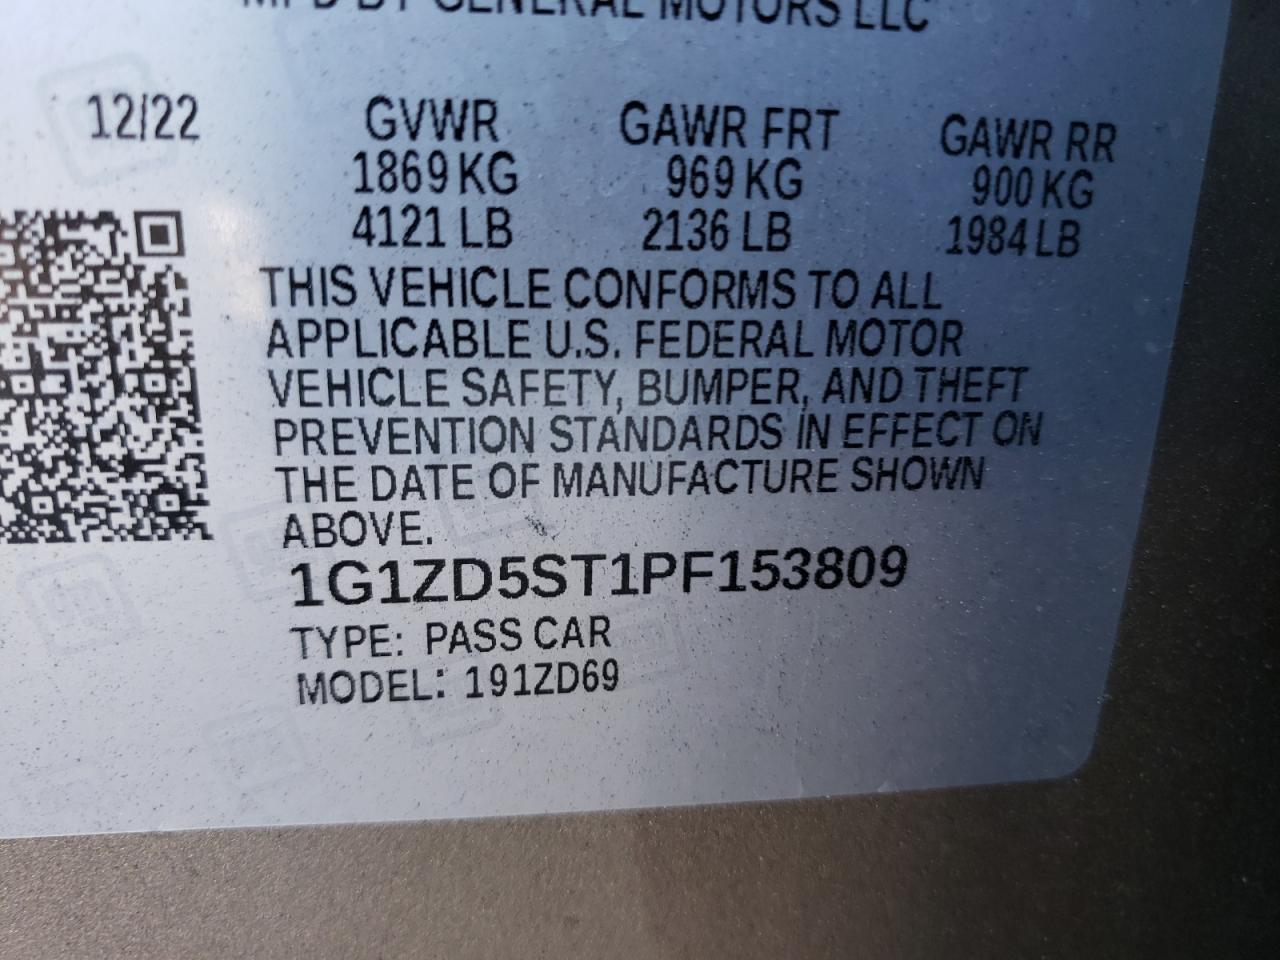 MFD BY GENERAL MOTORS LLC
12/22 GVWR GAWR FRT GAWR RR
1869 KG 969 KG 900 KG
4121 LB 2136 LB 1984 LB
THIS VEHICLE CONFORMS TO ALL
APPLICABLE U.S. FEDERAL MOTOR
VEHICLE SAFETY, BUMPER, AND THEFT
PREVENTION STANDARDS IN EFFECT ON
THE DATE OF MANUFACTURE SHOWN
ABOVE.
1G1ZD5ST1PF153809
TYPE: PASS CAR
MODEL: 191ZD69